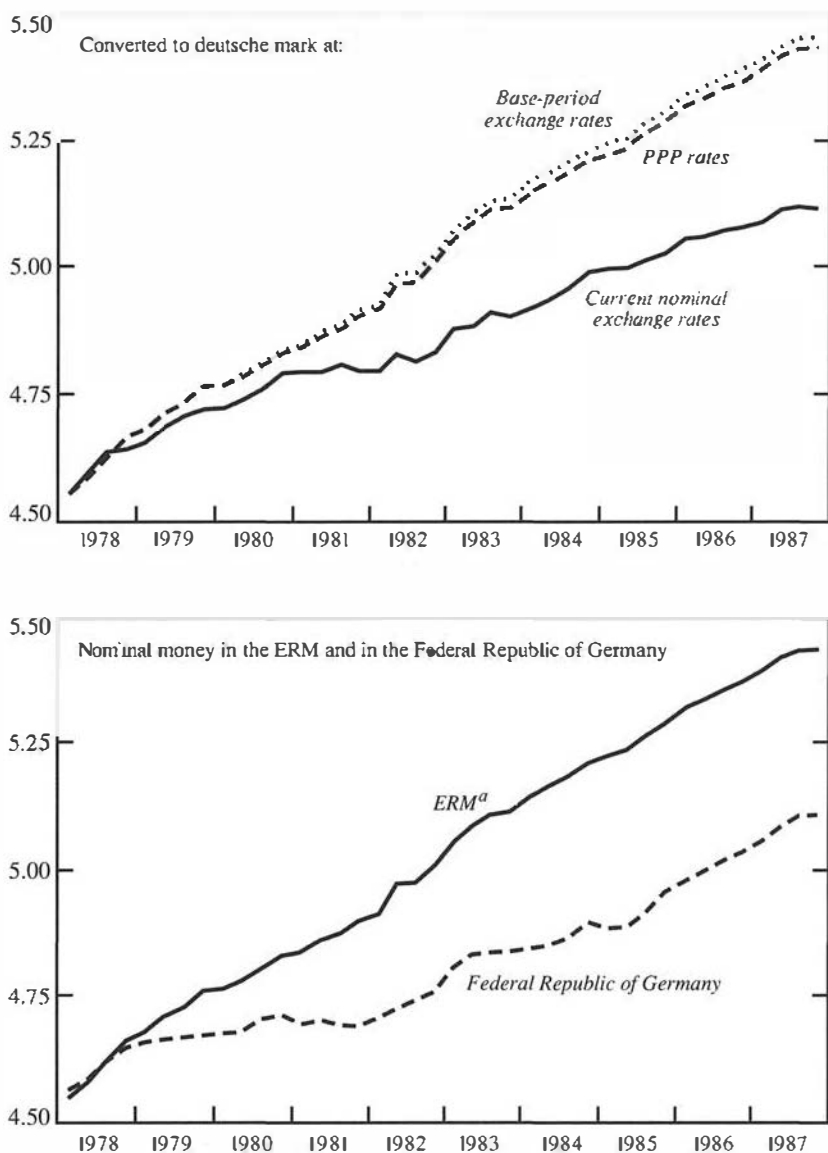 5.50
Converted to deutsche mark at:
Base-period
exchange rates
5.25
PPP rates
5.00
Current nominal
exchange rates
4.75
4.50
1978 1979 1980 1981 1982 1983 1984 1985 1986 1987
5.50
Nominal money in the ERM and in the Federal Republic of Germany
5.25
ERMᵃ
5.00
Federal Republic of Germany
4.75
4.50
1978 1979 1980 1981 1982 1983 1984 1985 1986 1987